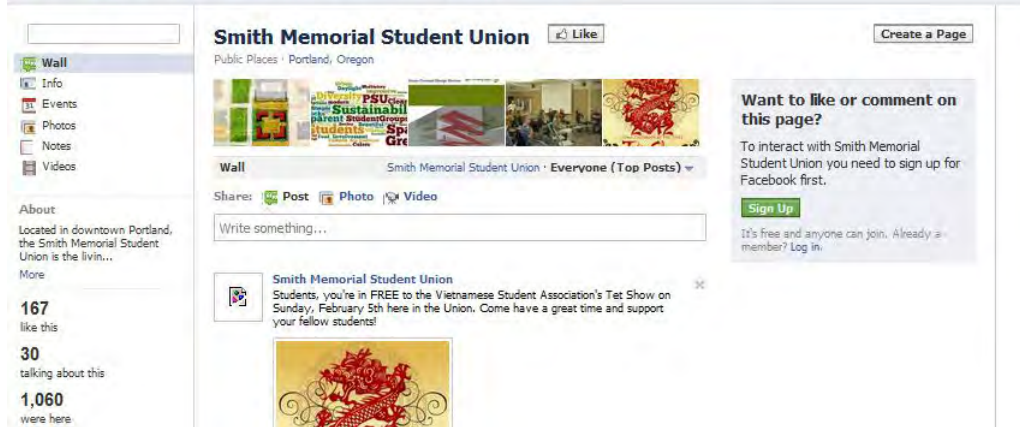 Wall
Info
Events
Photos
Notes
Videos
About
Located in downtown Portland,
the Smith Memorial Student
Union is the livin...
More
167
like this
30
talking about this
1,060
were here
Smith Memorial Student Union Like
Public Places · Portland, Oregon
Diversity
PSU
Sustainabil
parent StudentGroups
tudents
Wall Smith Memorial Student Union · Everyone (Top Posts)
Share: Post Photo Video
Write something...
Smith Memorial Student Union
Students, you're in FREE to the Vietnamese Student Association's Tet Show on
Sunday, February 5th here in the Union. Come have a great time and support
your fellow students!
Create a Page
Want to like or comment on
this page?
To interact with Smith Memorial
Student Union you need to sign up for
Facebook first.
Sign Up
It's free and anyone can join. Already a
member? Log in.